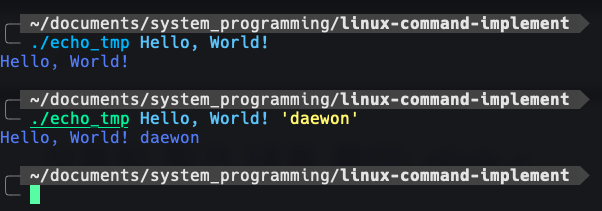 ~/documents/system_programming/linux-command-implement
./echo_tmp Hello, World!
Hello, World!
~/documents/system_programming/linux-command-implement
./echo_tmp Hello, World! 'daewon'
Hello, World! daewon
~/documents/system_programming/linux-command-implement